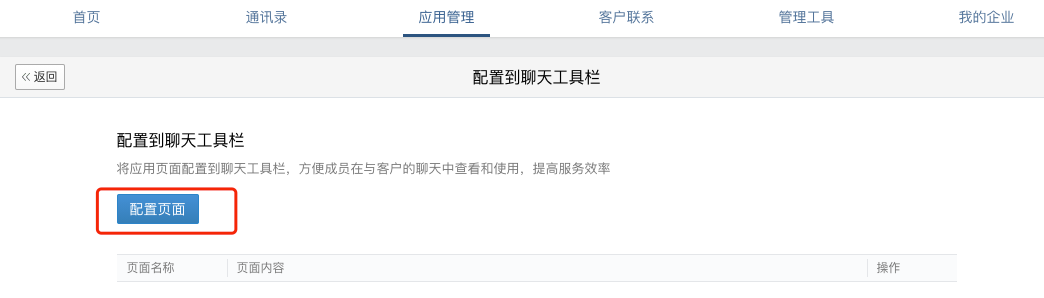 首页 通讯录 应用管理 客户联系 管理工具 我的企业
《 返回 配置到聊天工具栏
配置到聊天工具栏
将应用页面配置到聊天工具栏，方便成员在与客户的聊天中查看和使用，提高服务效率
配置页面
页面名称 页面内容 操作